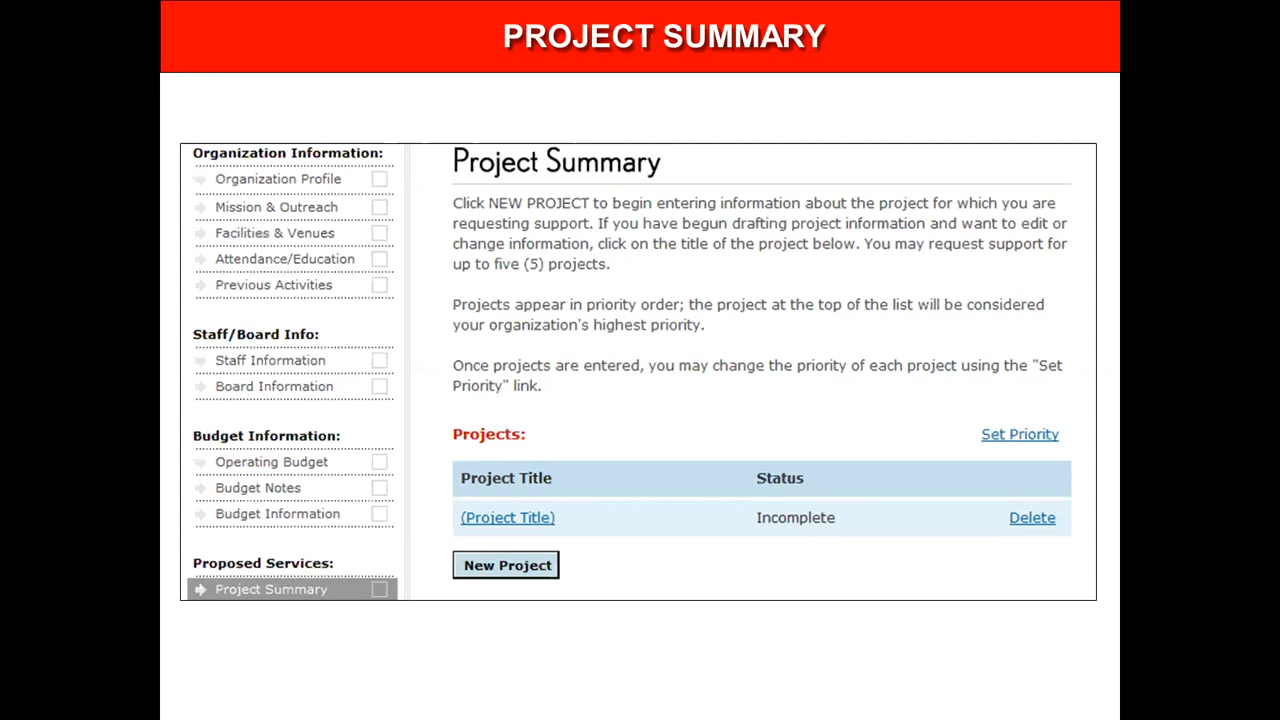 PROJECT SUMMARY
Organization Information:
Organization Profile
Mission & Outreach
Facilities & Venues
Attendance/Education
Previous Activities
Staff/Board Info:
Staff Information
Board Information
Budget Information:
Operating Budget
Budget Notes
Budget Information
Proposed Services:
Project Summary
Project Summary
Click NEW PROJECT to begin entering information about the project for which you are
requesting support. If you have begun drafting project information and want to edit or
change information, click on the title of the project below. You may request support for
up to five (5) projects.
Projects appear in priority order; the project at the top of the list will be considered
your organization's highest priority.
Once projects are entered, you may change the priority of each project using the "Set
Priority" link.
Projects: Set Priority
Project Title Status
(Project Title) Incomplete Delete
New Project